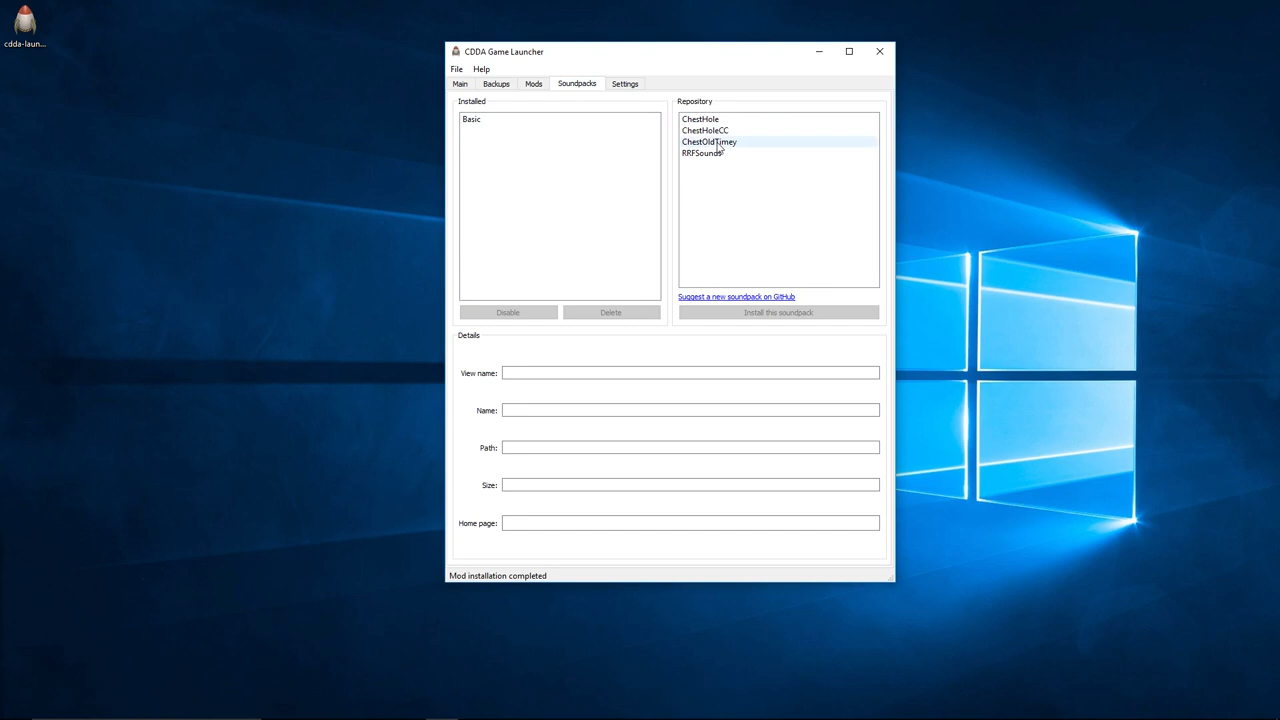 cdda-laun...
CDDA Game Launcher
File Help
Main Backups Mods Soundpacks Settings
Installed
Basic
Disable Delete
Repository
ChestHole
ChestHoleCC
ChestOldTimey
RRFSounds
Suggest a new soundpack on GitHub
Install this soundpack
Details
View name:
Name:
Path:
Size:
Home page:
Mod installation completed